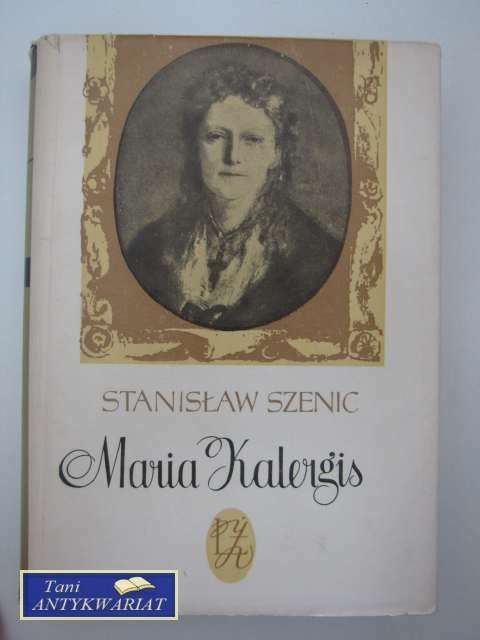 STANISŁAW SZENIC
Maria Kalergis
PIW
Tani
ANTYKWARIAT